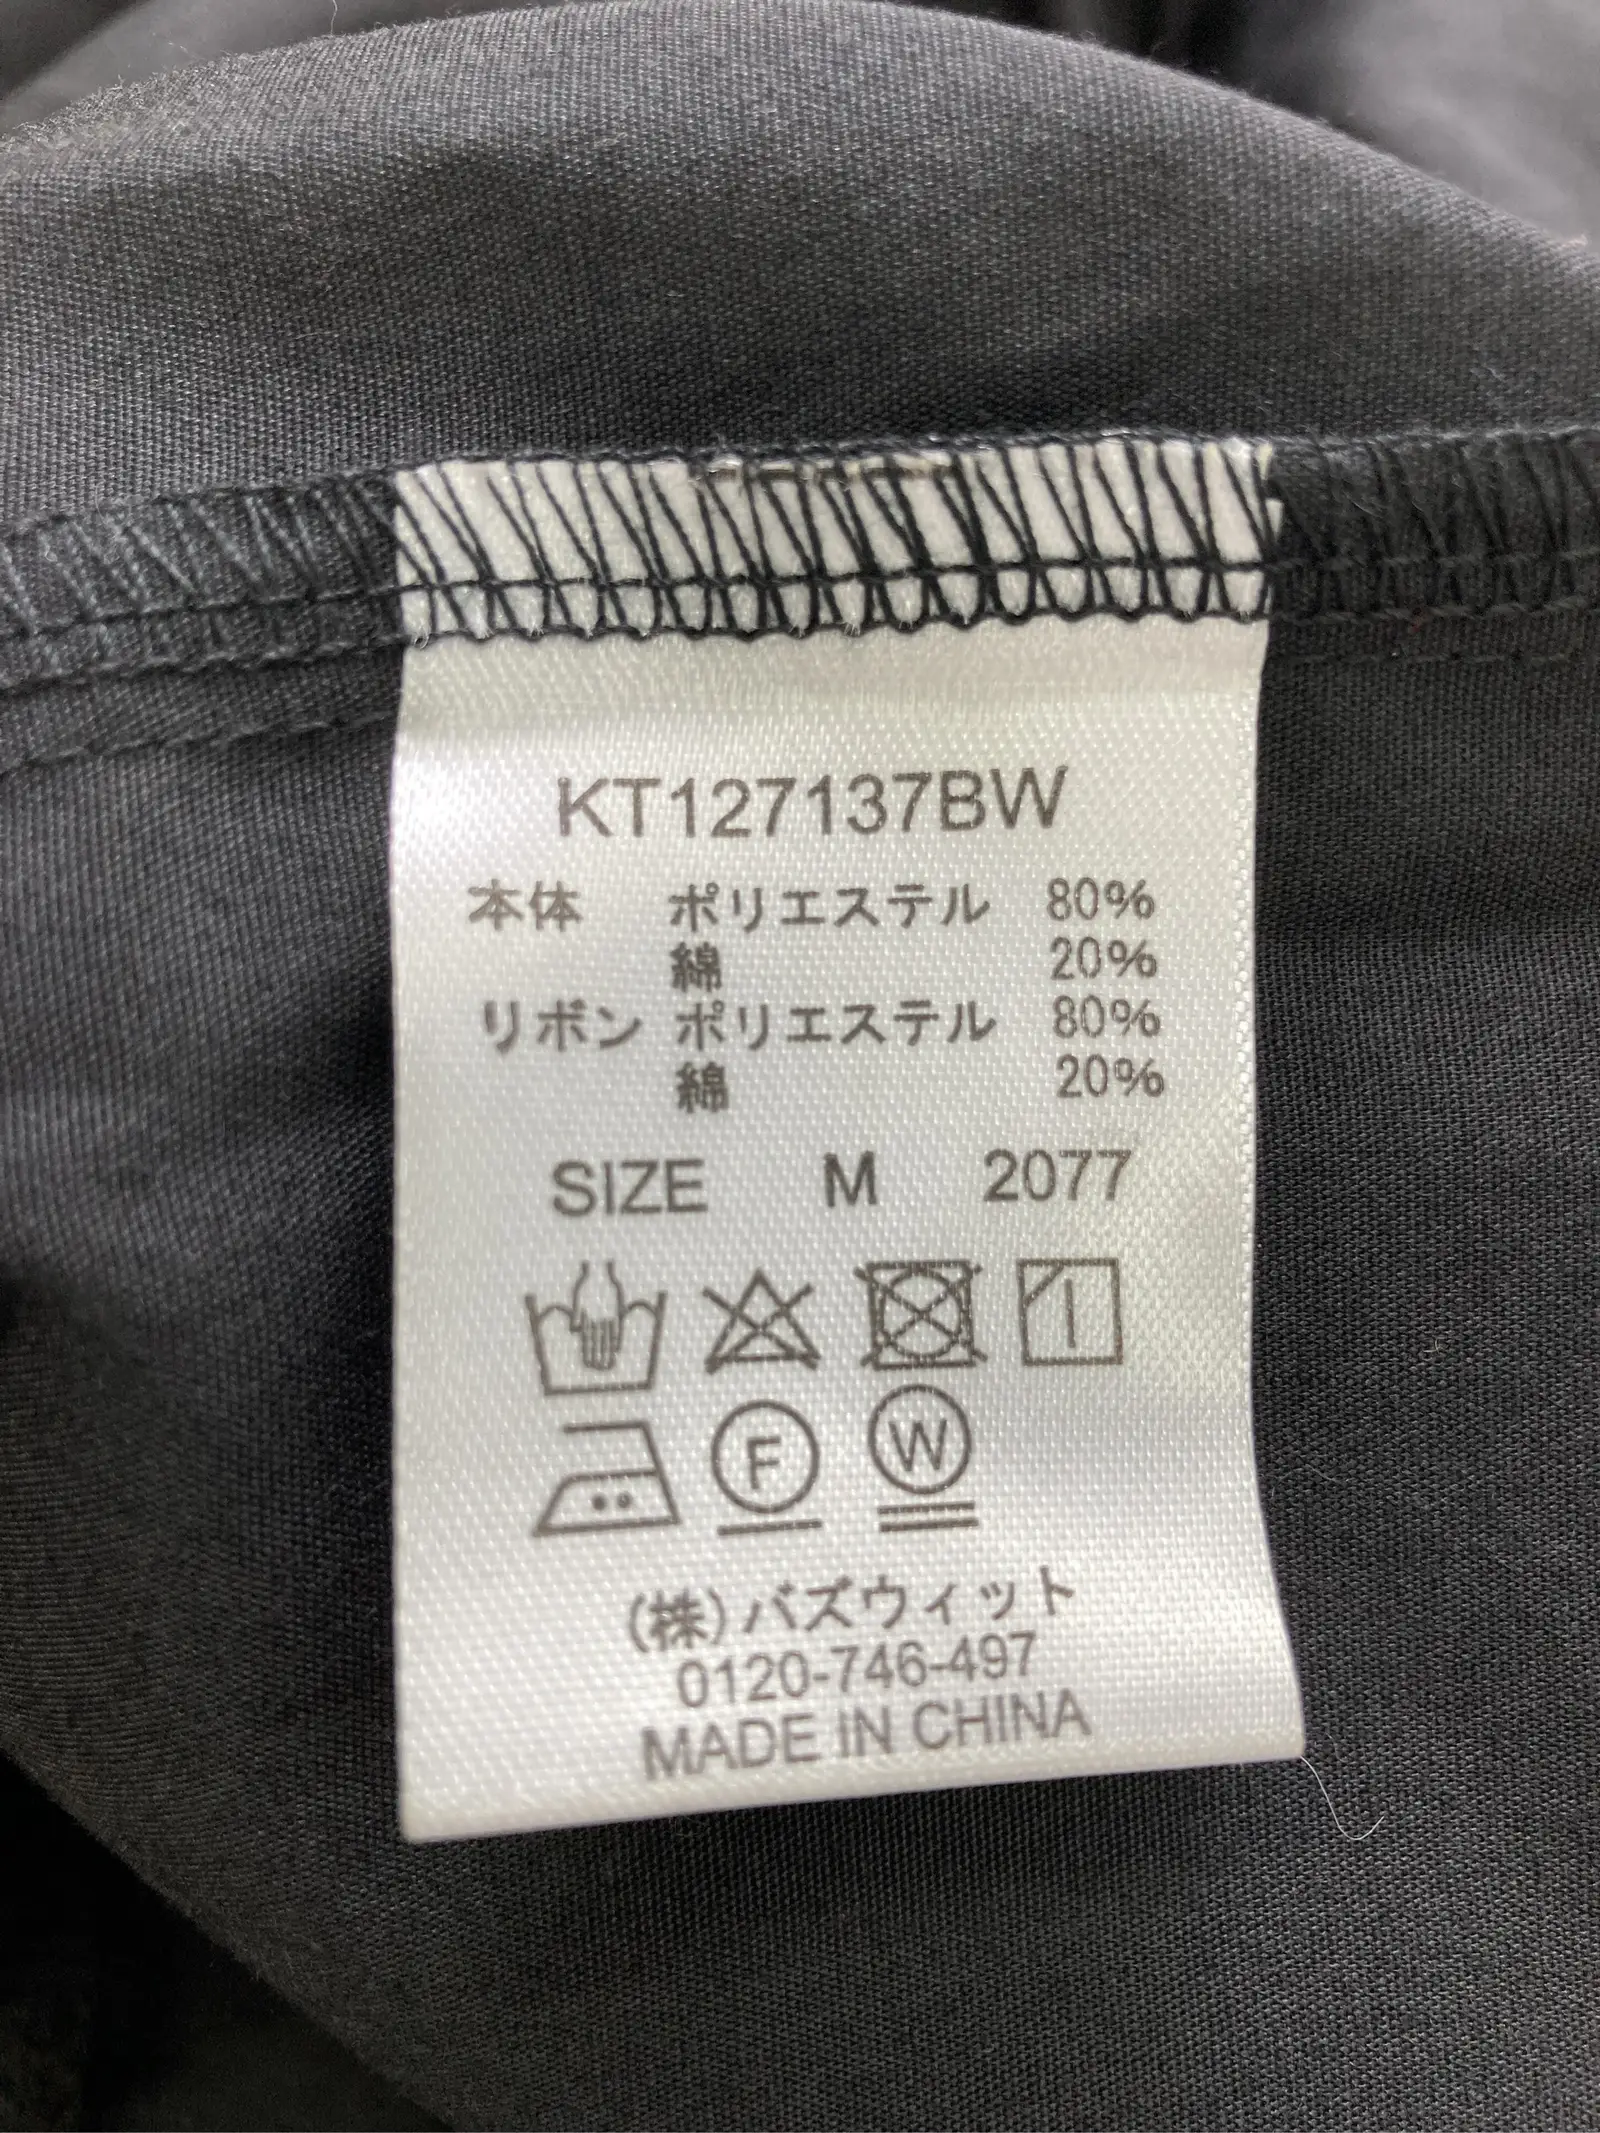 KT127137BW
本体 ポリエステル 80%
綿 20%
リボン ポリエステル 80%
綿 20%
SIZE M 2077
F W
(株)バズウィット
0120-746-497
MADE IN CHINA